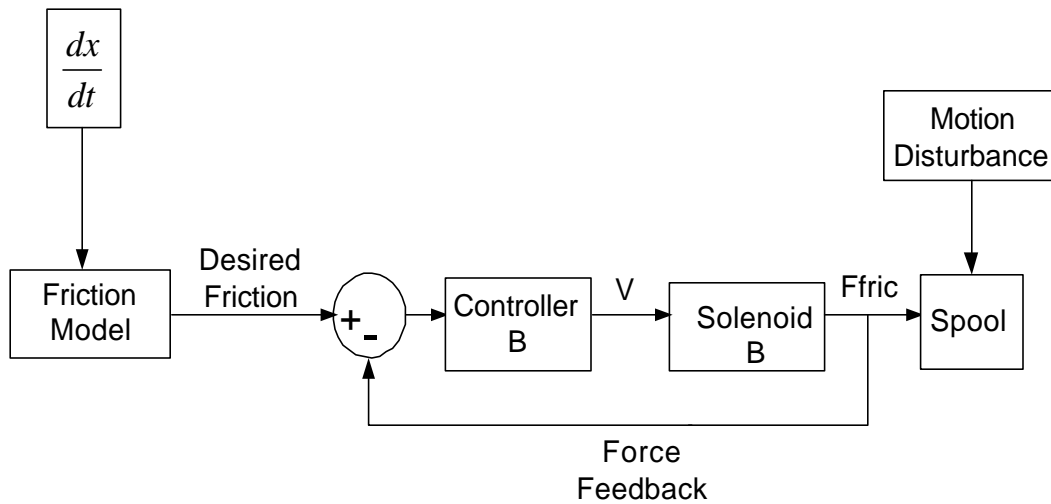 dx
dt
Motion
Disturbance
Friction
Model
Desired
Friction
+
-
Controller
B
V
Solenoid
B
Ffric
Spool
Force
Feedback